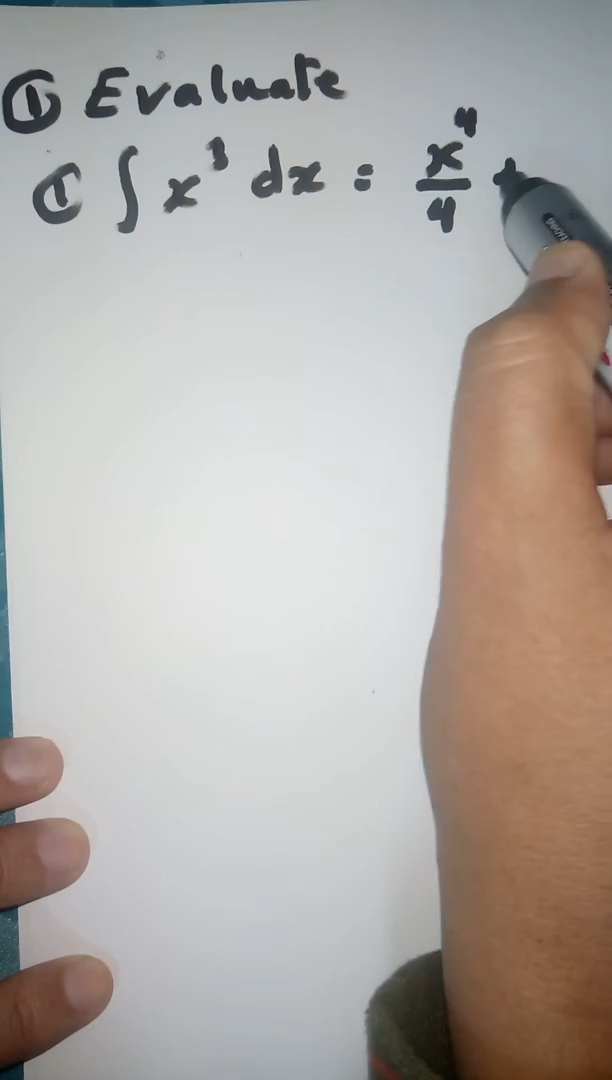 ① Evaluate
① ∫ x³ dx = x⁴/4 +